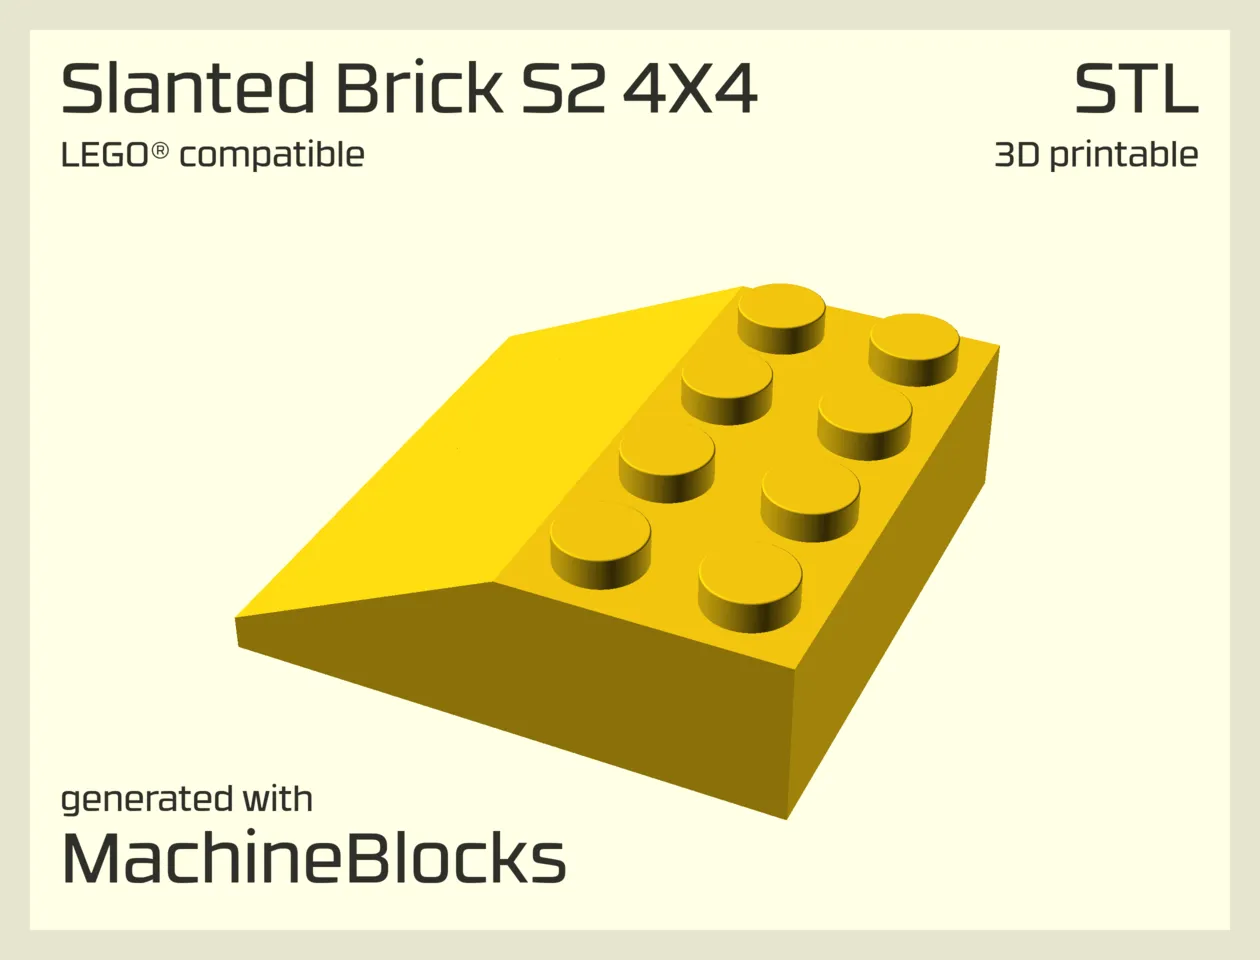 Slanted Brick S2 4X4
STL
LEGO® compatible
3D printable
generated with
MachineBlocks